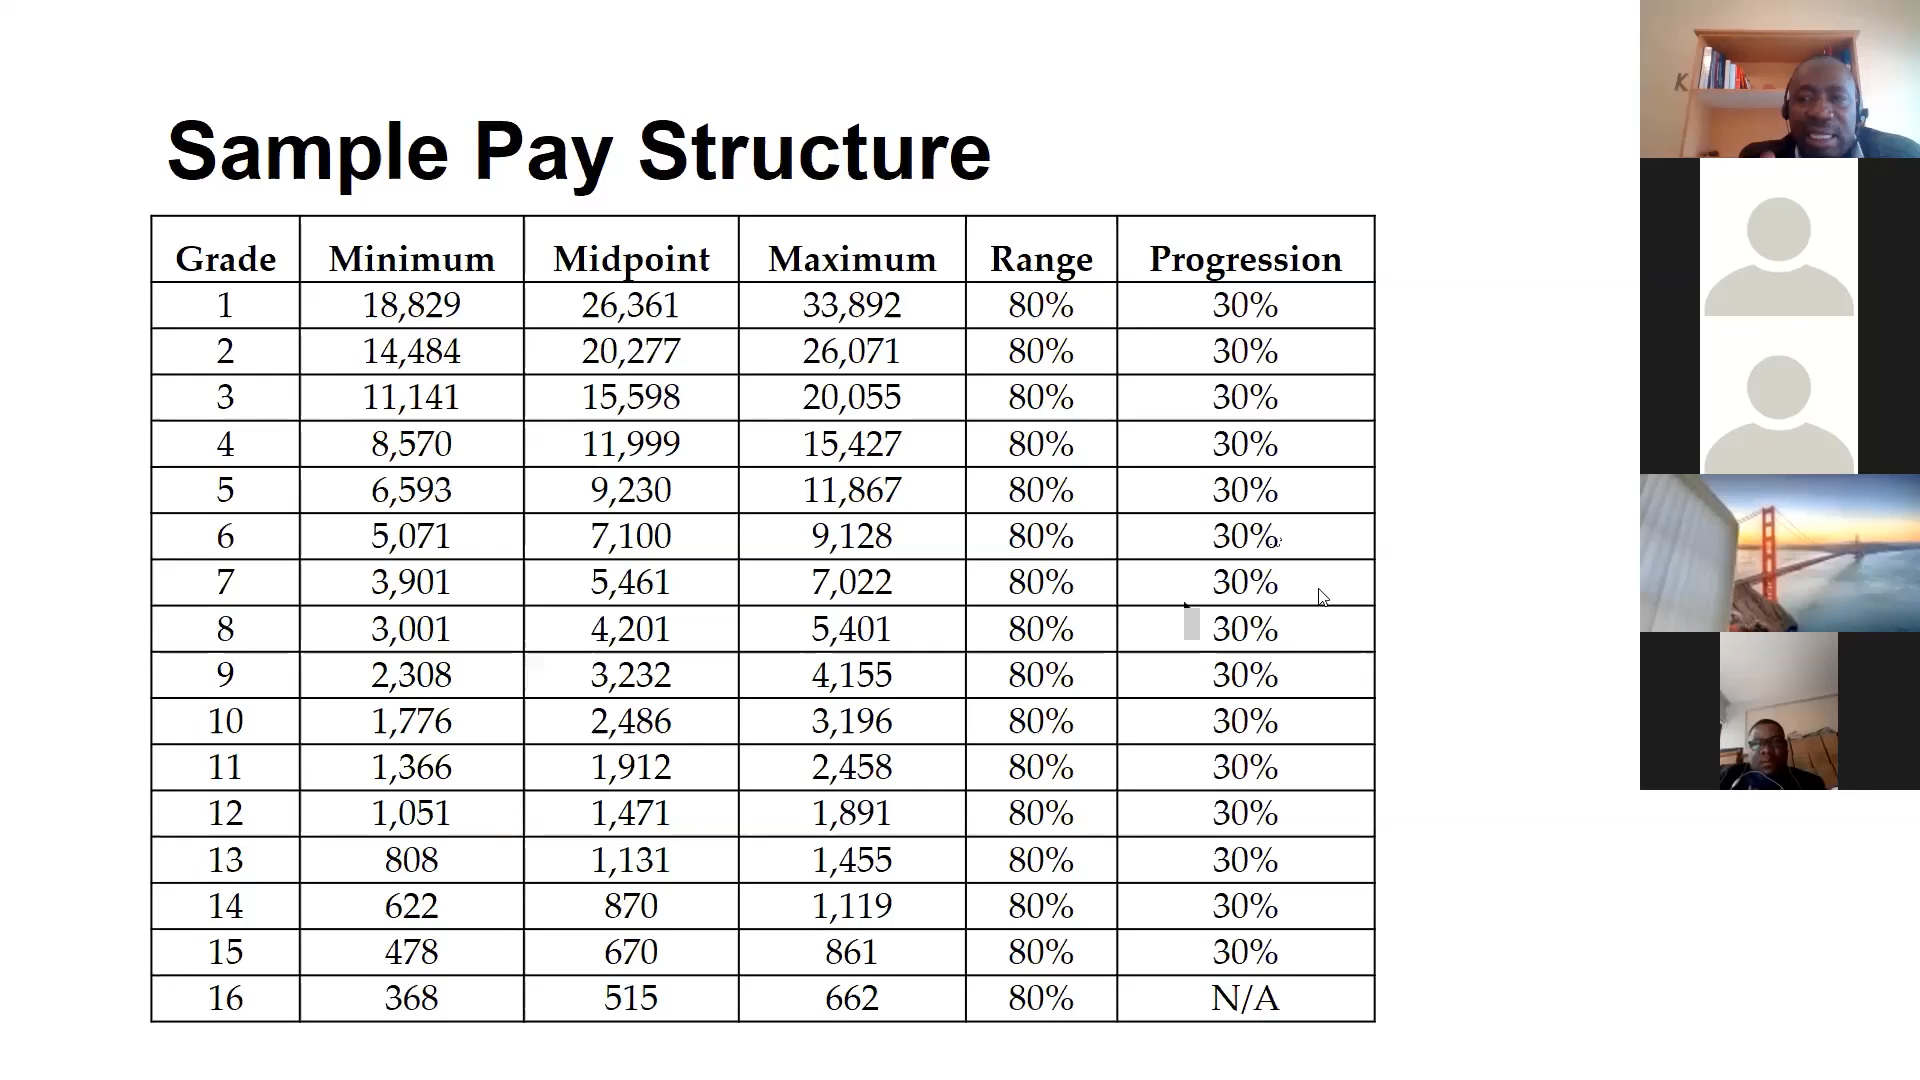 Sample Pay Structure
Grade Minimum Midpoint Maximum Range Progression
1 18,829 26,361 33,892 80% 30%
2 14,484 20,277 26,071 80% 30%
3 11,141 15,598 20,055 80% 30%
4 8,570 11,999 15,427 80% 30%
5 6,593 9,230 11,867 80% 30%
6 5,071 7,100 9,128 80% 30%
7 3,901 5,461 7,022 80% 30%
8 3,001 4,201 5,401 80% 30%
9 2,308 3,232 4,155 80% 30%
10 1,776 2,486 3,196 80% 30%
11 1,366 1,912 2,458 80% 30%
12 1,051 1,471 1,891 80% 30%
13 808 1,131 1,455 80% 30%
14 622 870 1,119 80% 30%
15 478 670 861 80% 30%
16 368 515 662 80% N/A
K